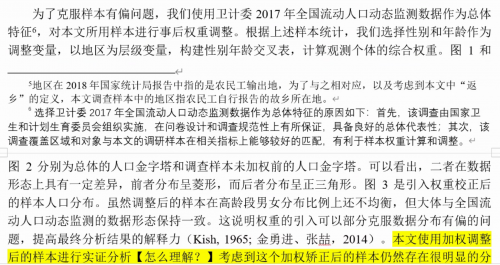 为了克服样本有偏问题，我们使用卫计委 2017 年全国流动人口动态监测数据作为总体
特征6，对本文所用样本进行事后权重调整。根据上述样本统计，我们选择性别和年龄作为
调整变量，以地区为层级变量，构建性别年龄交叉表，计算观测个体的综合权重。图 1 和
5地区在 2018 年国家统计局报告中指的是农民工输出地，为了与之相对应，以及考虑到本文中“返
乡”的定义，本文调查样本中的地区指农民工自行报告的故乡所在地。
6 选择卫计委 2017 年全国流动人口动态监测数据作为总体特征的原因如下：首先，该调查由国家卫
生和计划生育委员会组织实施，在问卷设计和调查规范性上有所保证，具备良好的总体代表性；其次，该
调查覆盖区域和对象与本文的调研样本在相关指标上能够较好的匹配，有利于样本权重计算和调整。
图 2 分别为总体的人口金字塔和调查样本未加权前的人口金字塔。可以看出，二者在数据
形态上具有一定差异，前者分布呈菱形，而后者分布呈正三角形。图 3 是引入权重校正后
的样本人口分布。虽然调整后的样本在高龄段男女分布比例上还不均衡，但大体与全国流
动人口动态监测的数据形态保持一致。这说明权重的引入可以部分克服数据分布有偏的问
题，提高最终分析结果的解释力（Kish, 1965; 金勇进、张喆，2014）。本文使用加权调整
后的样本进行实证分析【怎么理解？】考虑到这个加权矫正后的样本仍然存在很明显的分